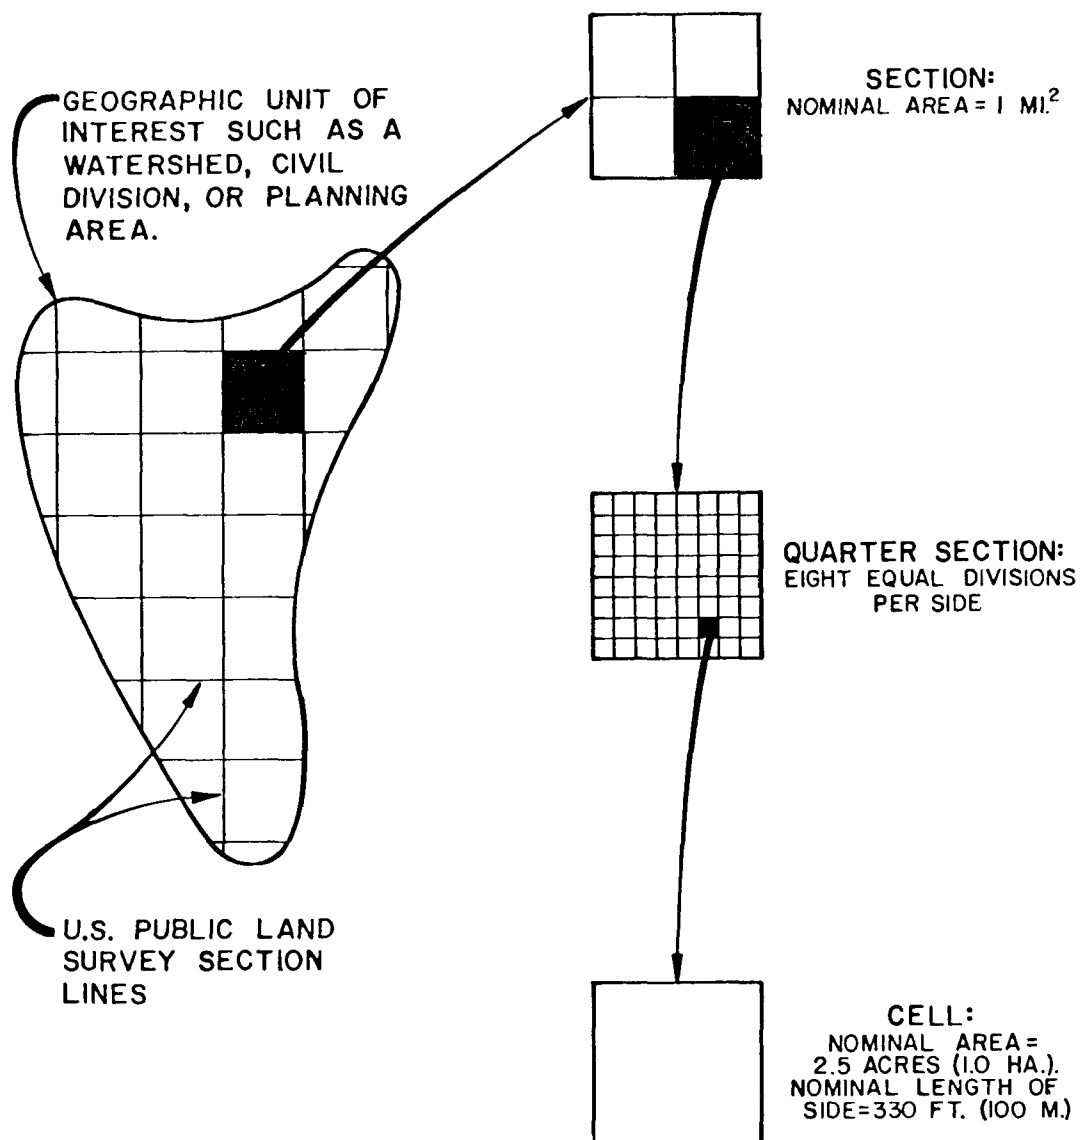 GEOGRAPHIC UNIT OF
INTEREST SUCH AS A
WATERSHED, CIVIL
DIVISION, OR PLANNING
AREA.
SECTION:
NOMINAL AREA = 1 MI.²
QUARTER SECTION:
EIGHT EQUAL DIVISIONS
PER SIDE
U.S. PUBLIC LAND
SURVEY SECTION
LINES
CELL:
NOMINAL AREA =
2.5 ACRES (1.0 HA.).
NOMINAL LENGTH OF
SIDE=330 FT. (100 M.)